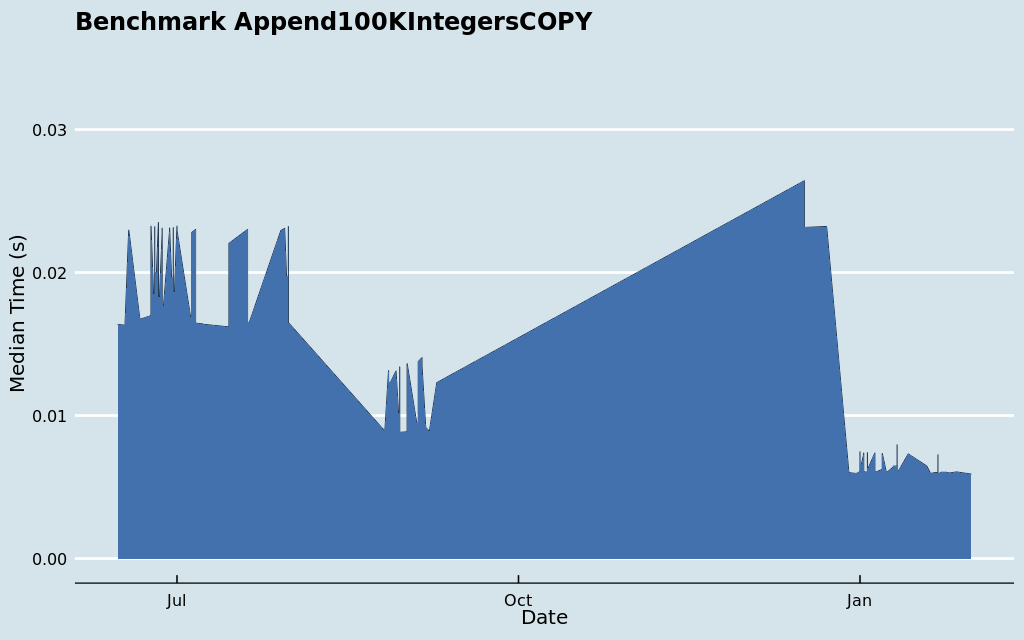 Benchmark Append100KIntegersCOPY
0.03
0.02
0.01
0.00
Median Time (s)
Jul
Oct
Jan
Date